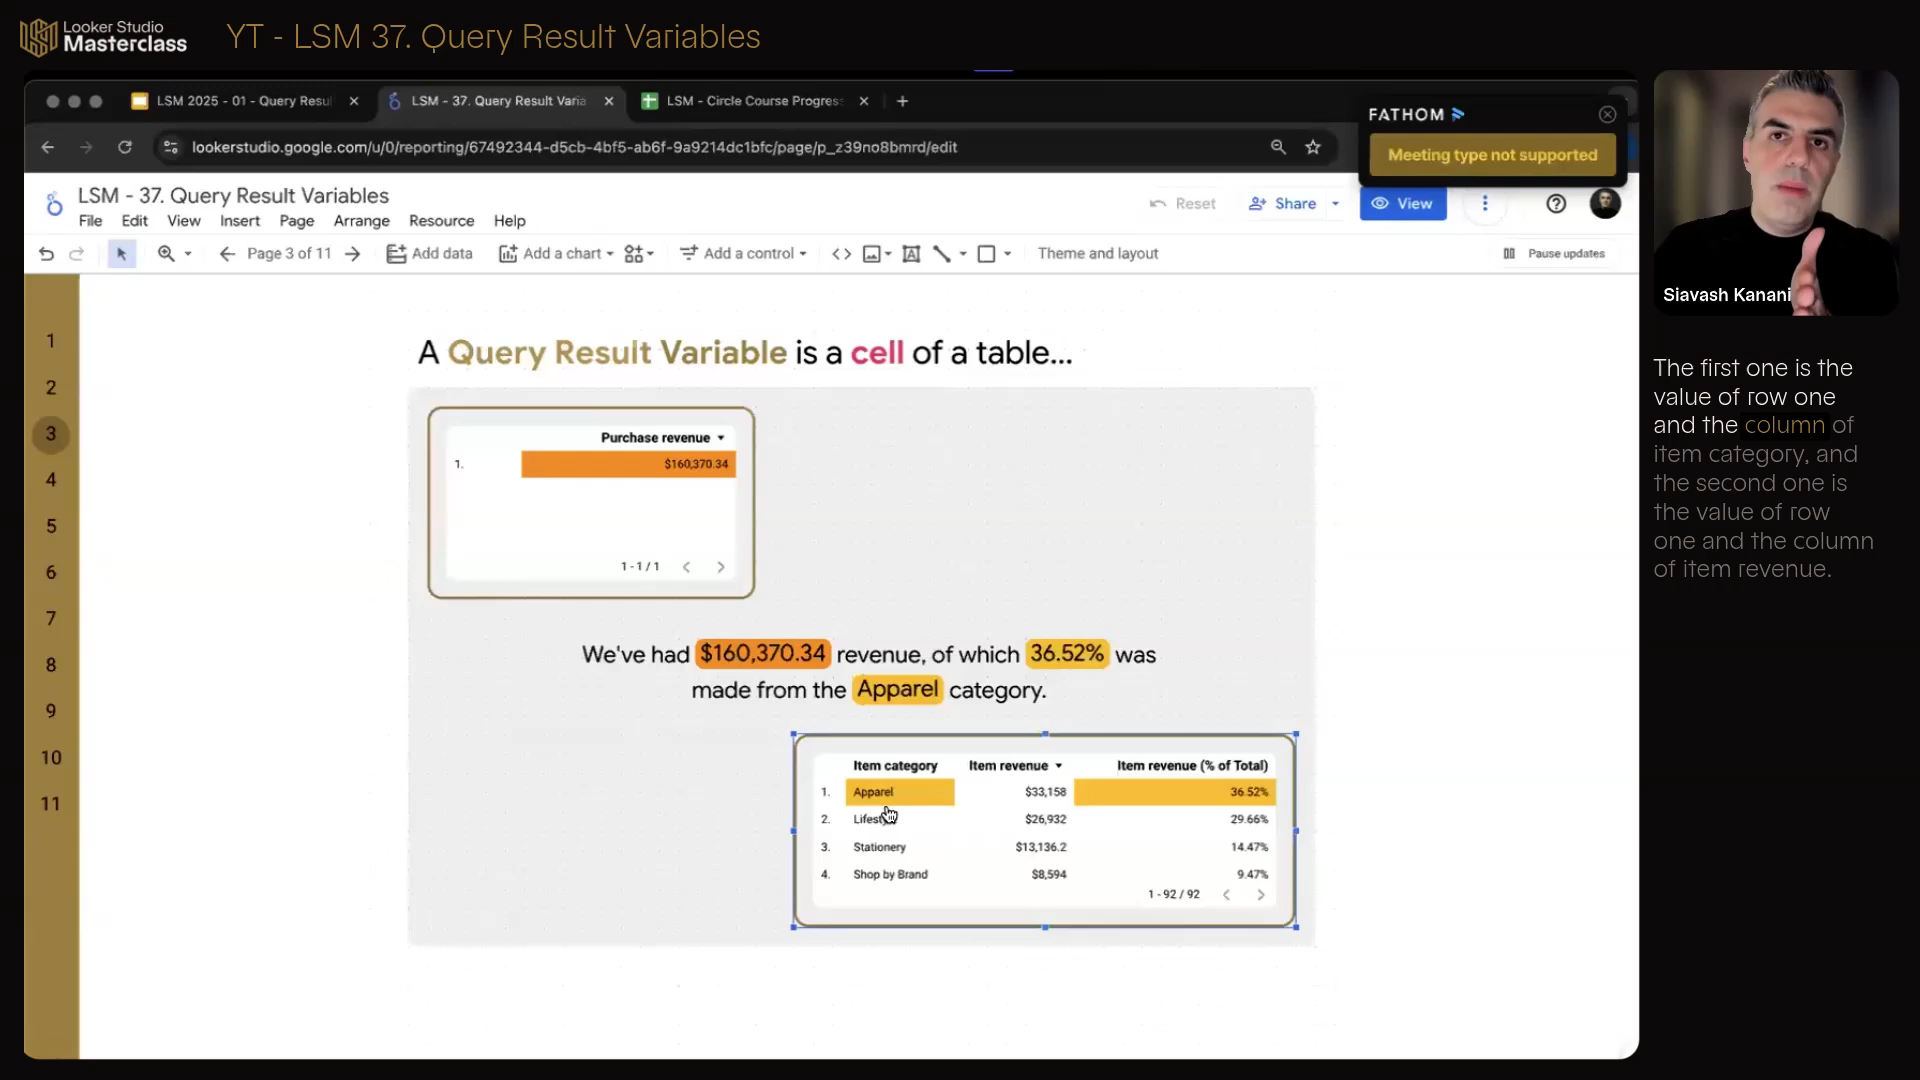 Looker Studio
Masterclass
YT - LSM 37. Query Result Variables
LSM 2025 - 01 - Query Resul
LSM - 37. Query Result Varia
LSM - Circle Course Progres
lookerstudio.google.com/u/0/reporting/67492344-d5cb-4bf5-ab6f-9a9214dc1bfc/page/p_z39no8bmrd/edit
FATHOM
Meeting type not supported
LSM - 37. Query Result Variables
File Edit View Insert Page Arrange Resource Help
Reset
Share
View
Page 3 of 11
Add data
Add a chart
Add a control
Theme and layout
Pause updates
1
2
3
4
5
6
7
8
9
10
11
A Query Result Variable is a cell of a table...
Purchase revenue
1. $160,370.34
1 - 1 / 1
We've had $160,370.34 revenue, of which 36.52% was
made from the Apparel category.
Item category Item revenue Item revenue (% of Total)
1. Apparel $33,158 36.52%
2. $26,932 29.66%
3. Stationery $13,136.2 14.47%
4. Shop by Brand $8,594 9.47%
1 - 92 / 92
Siavash Kanani
The first one is the
value of row one
and the column of
item category, and
the second one is
the value of row
one and the column
of item revenue.